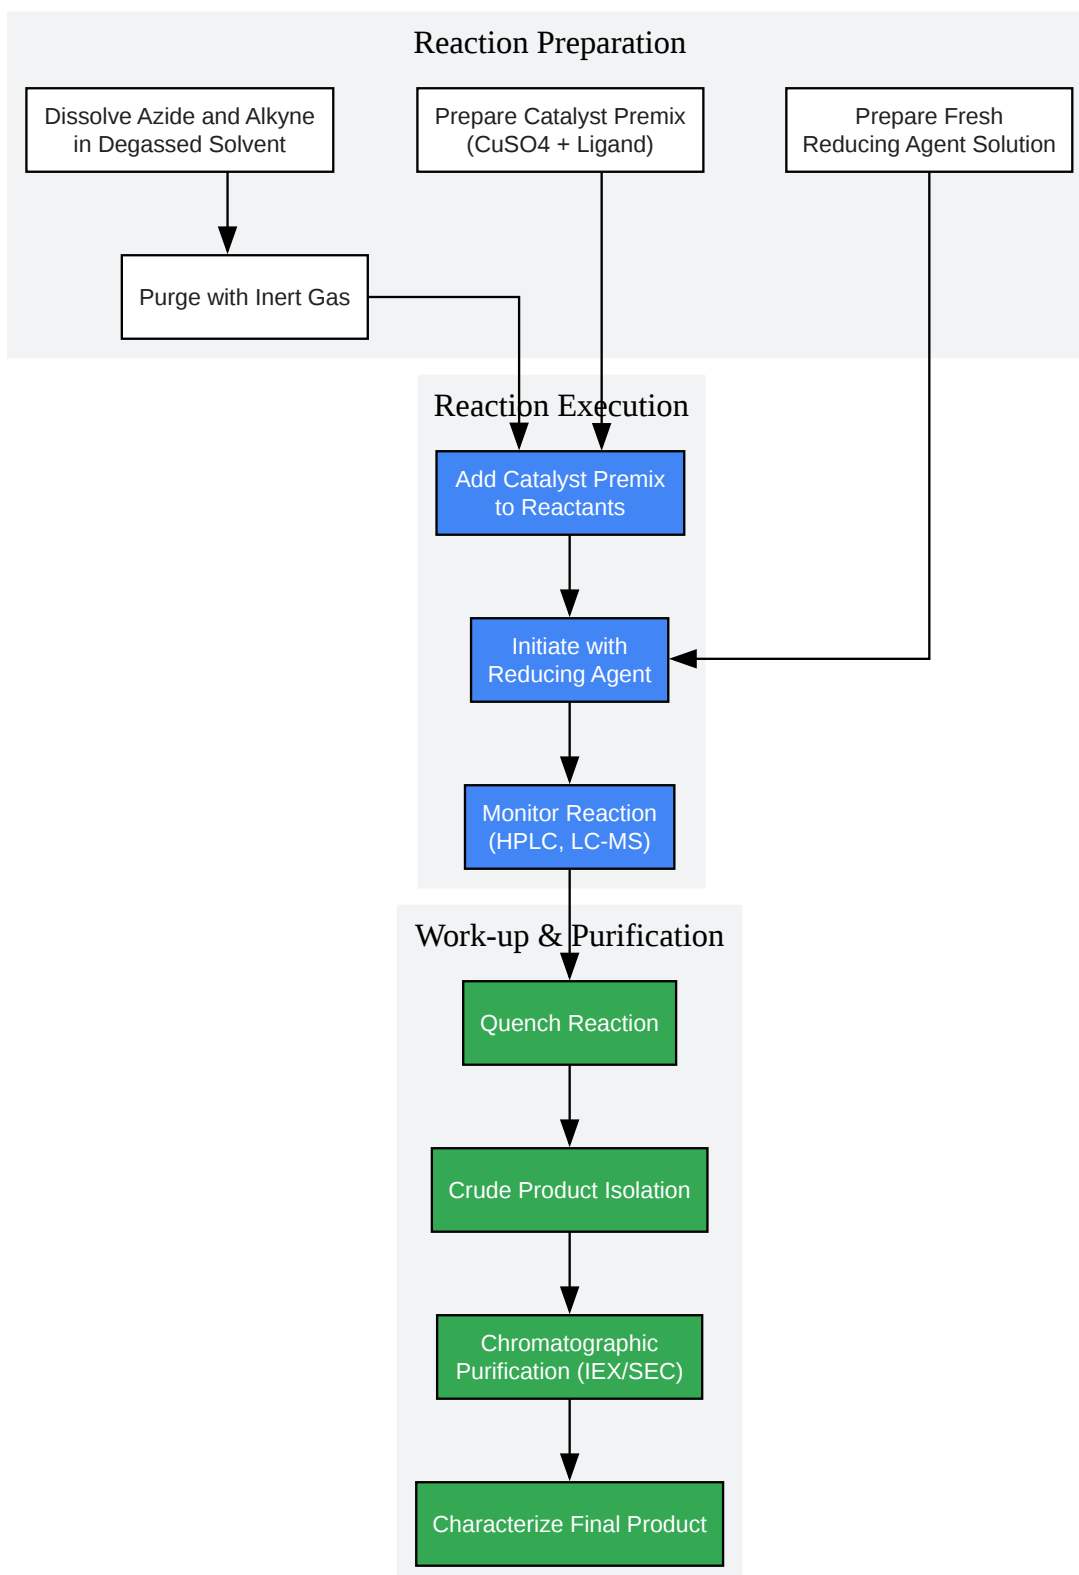 Reaction Preparation
Dissolve Azide and Alkyne
in Degassed Solvent
Prepare Catalyst Premix
(CuSO4 + Ligand)
Prepare Fresh
Reducing Agent Solution
Purge with Inert Gas
Reaction Execution
Add Catalyst Premix
to Reactants
Initiate with
Reducing Agent
Monitor Reaction
(HPLC, LC-MS)
Work-up & Purification
Quench Reaction
Crude Product Isolation
Chromatographic
Purification (IEX/SEC)
Characterize Final Product